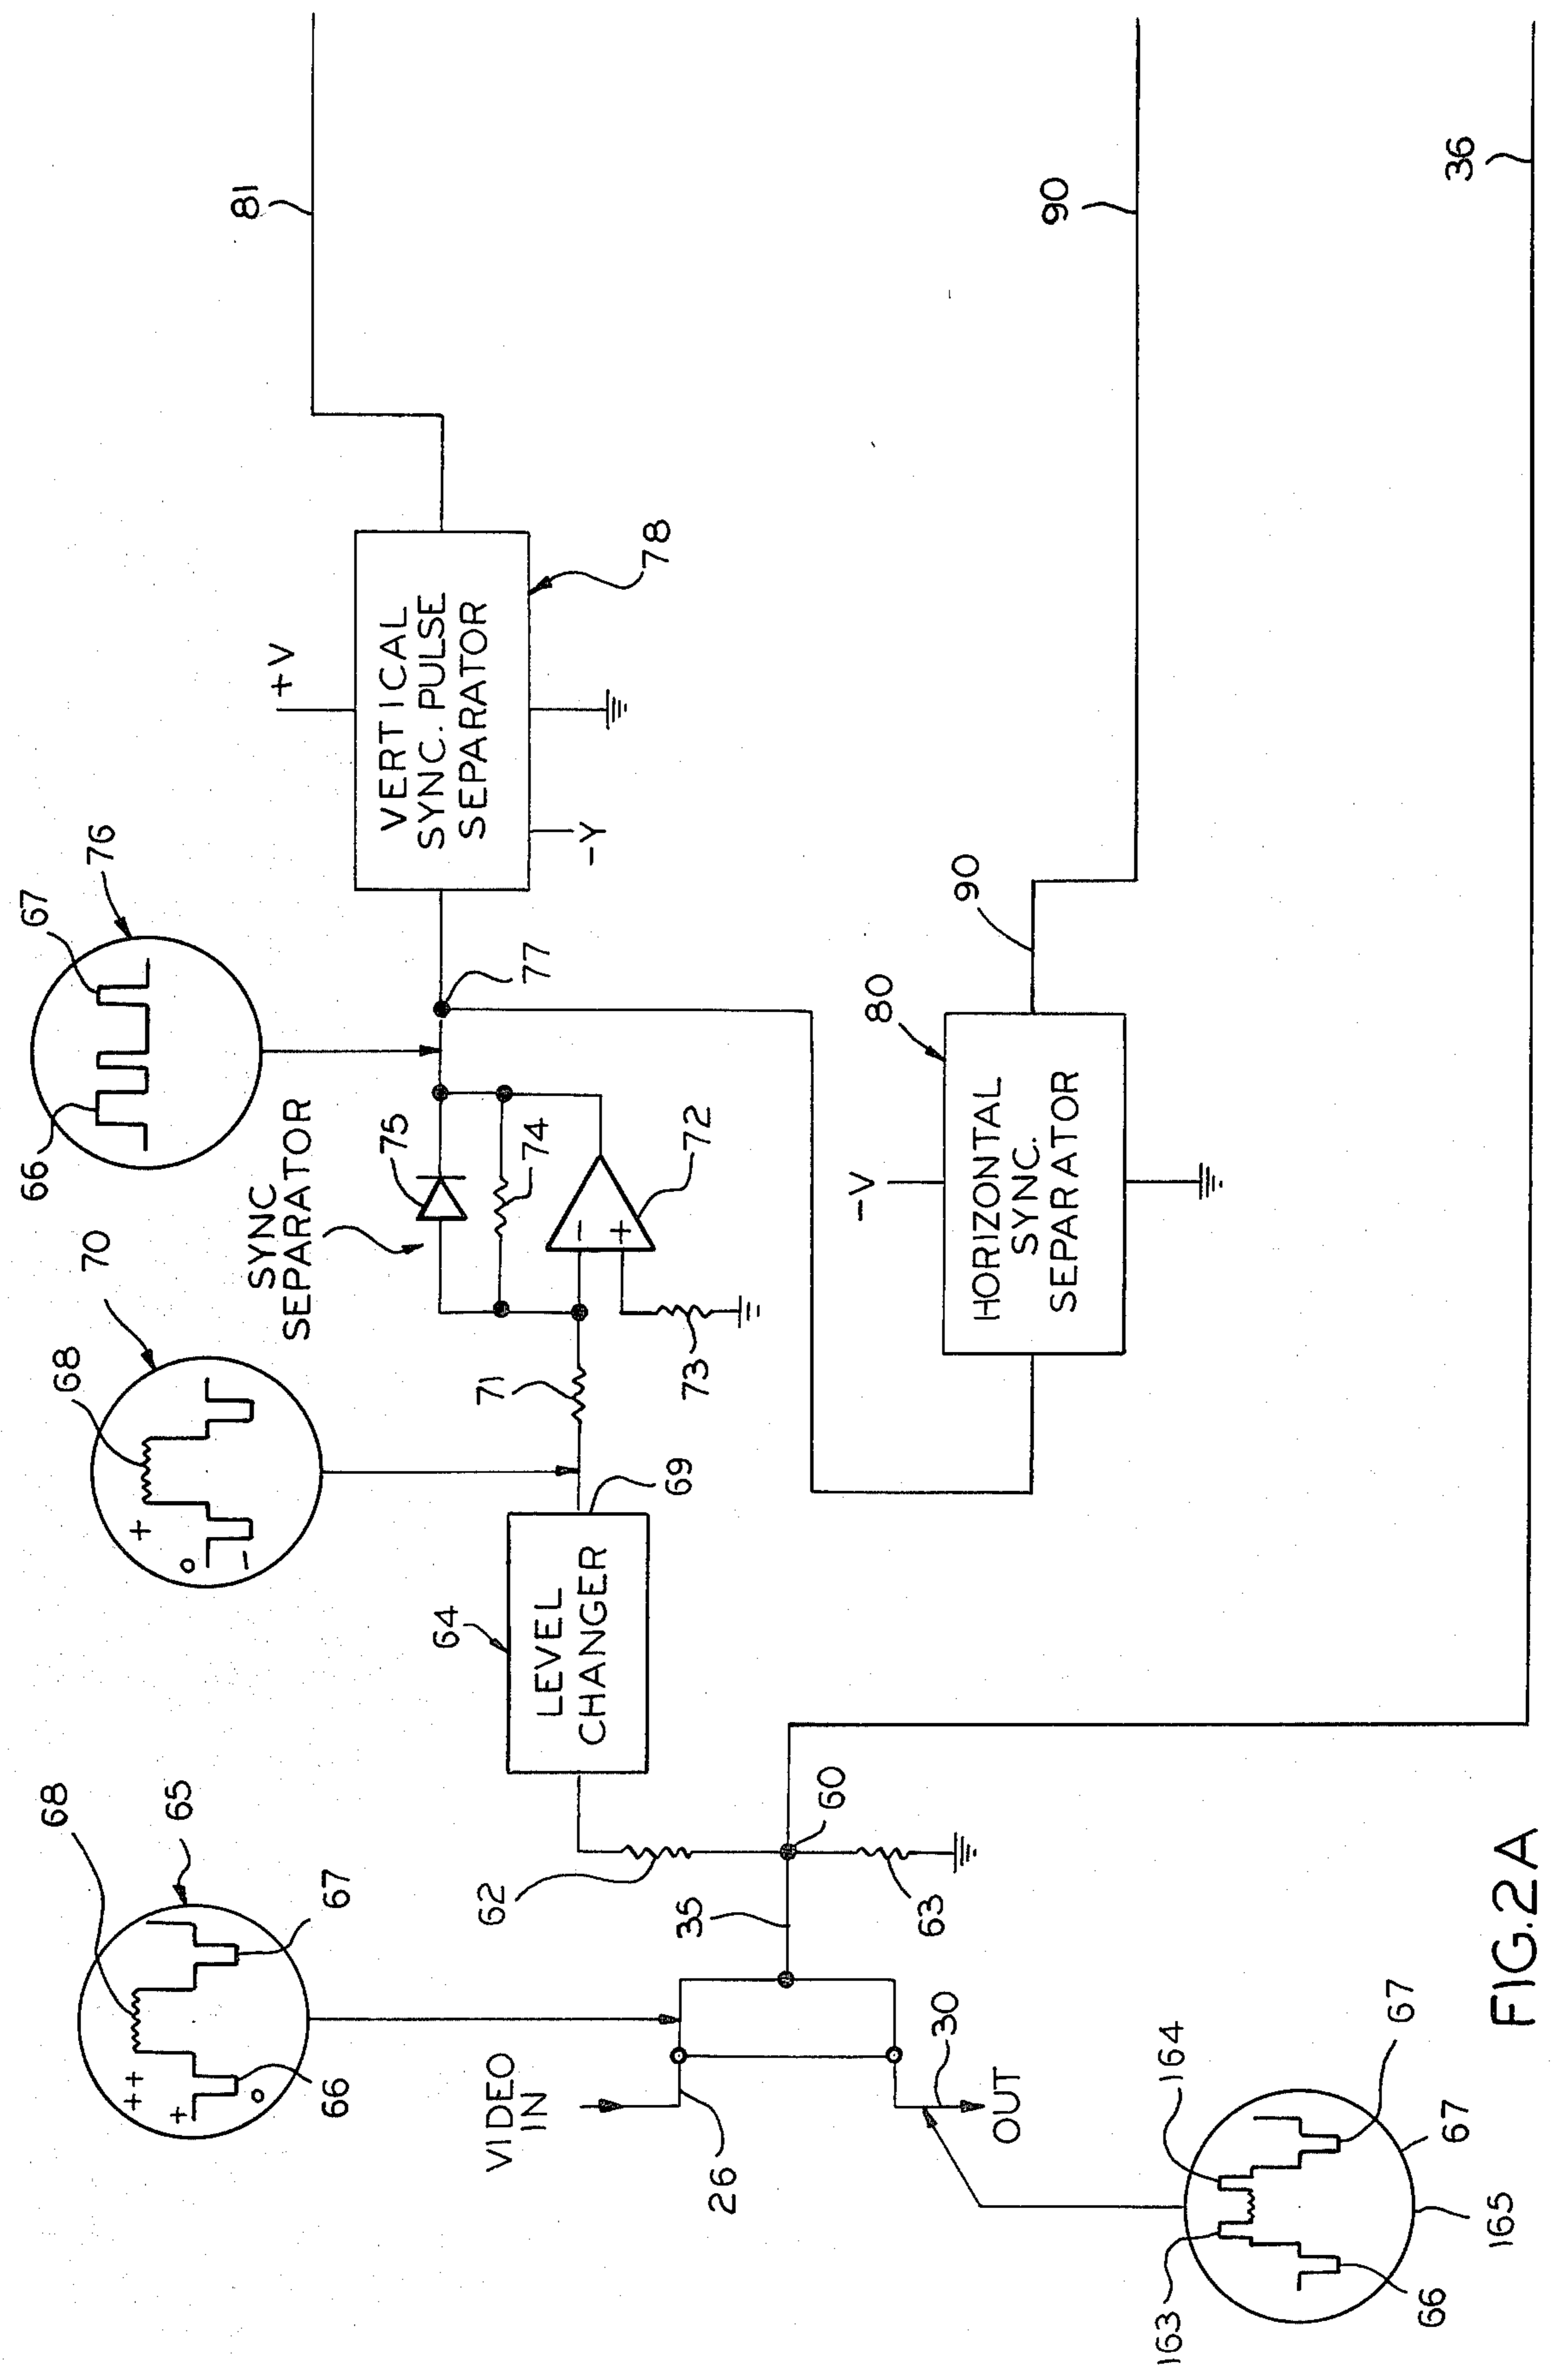 68
65
67
66
++
+
o
VIDEO
IN
26
30
OUT
35
62
63
60
64
LEVEL
CHANGER
69
70
68
+
o
-
71
73
SYNC
SEPARATOR
75
74
72
-
+
76
67
66
77
+V
VERTICAL
SYNC. PULSE
SEPARATOR
-Y
78
81
-V
80
HORIZONTAL
SYNC.
SEPARATOR
90
90
36
163
164
67
67
165
66
FIG. 2A